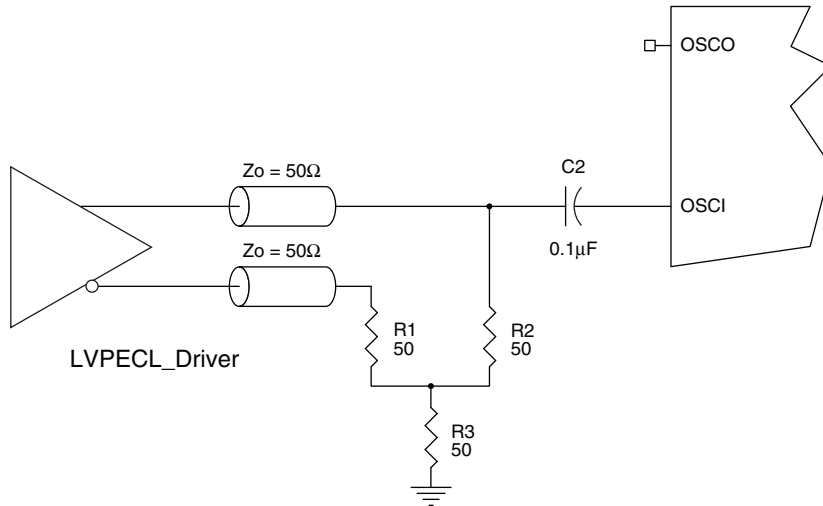 OSCO
Zo = 50Ω
C2
OSCI
0.1μF
Zo = 50Ω
R1
50
R2
50
LVPECL_Driver
R3
50